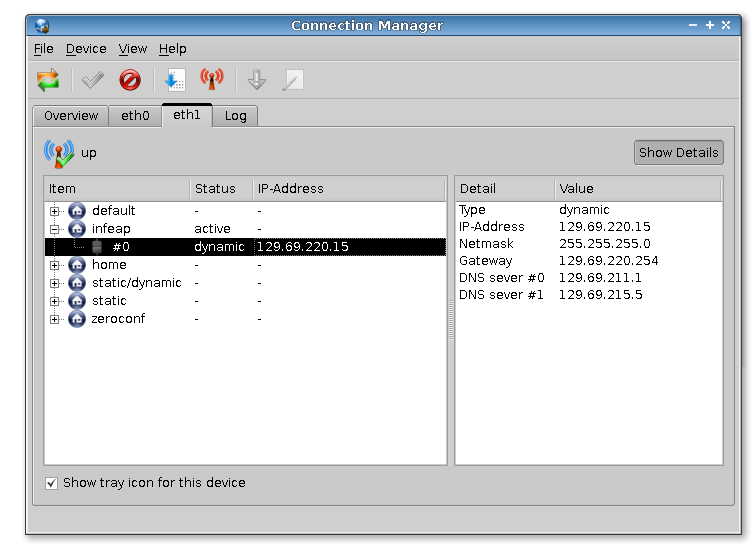 Connection Manager
File Device View Help
Overview eth0 eth1 Log
up Show Details
Item Status IP-Address Detail Value
default - - Type dynamic
infeap active - IP-Address 129.69.220.15
#0 dynamic 129.69.220.15 Netmask 255.255.255.0
home - - Gateway 129.69.220.254
static/dynamic - - DNS sever #0 129.69.211.1
static - - DNS sever #1 129.69.215.5
zeroconf - -
Show tray icon for this device